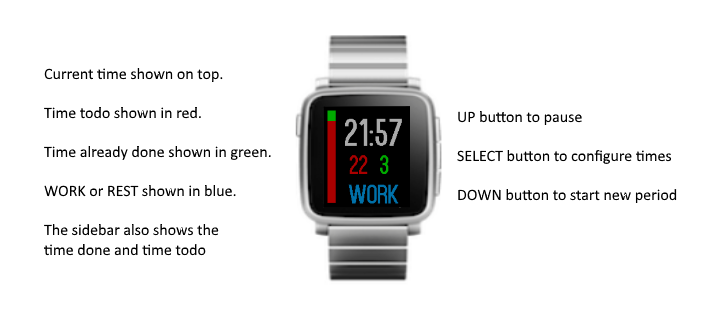 Current time shown on top.
Time todo shown in red.
Time already done shown in green.
WORK or REST shown in blue.
The sidebar also shows the
time done and time todo
21:57
22 3
WORK
UP button to pause
SELECT button to configure times
DOWN button to start new period